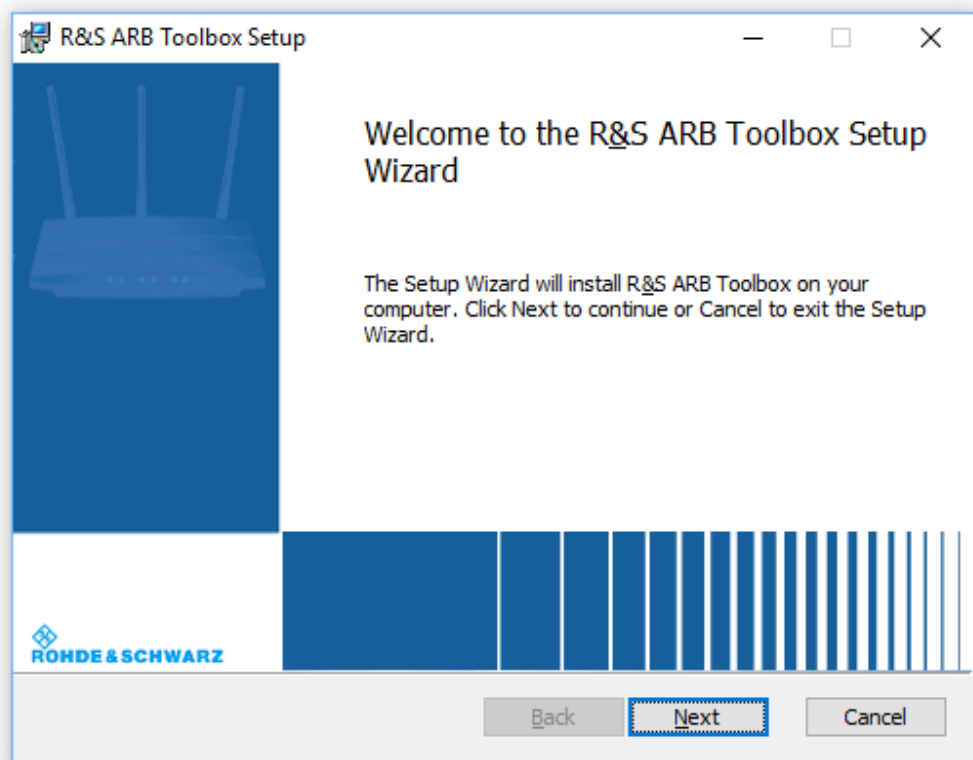 R&S ARB Toolbox Setup
Welcome to the R&S ARB Toolbox Setup
Wizard
The Setup Wizard will install R&S ARB Toolbox on your
computer. Click Next to continue or Cancel to exit the Setup
Wizard.
ROHDE & SCHWARZ
Back
Next
Cancel